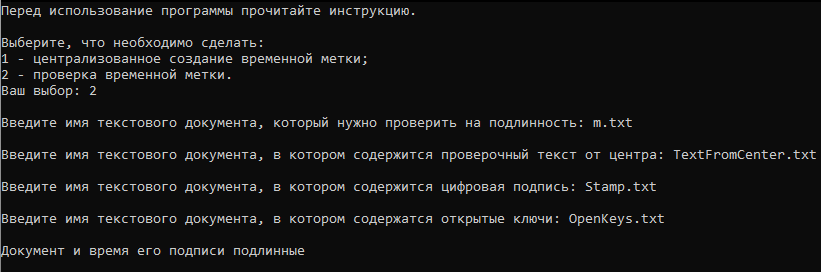 Перед использование программы прочитайте инструкцию.
Выберите, что необходимо сделать:
1 - централизованное создание временной метки;
2 - проверка временной метки.
Ваш выбор: 2
Введите имя текстового документа, который нужно проверить на подлинность: m.txt
Введите имя текстового документа, в котором содержится проверочный текст от центра: TextFromCenter.txt
Введите имя текстового документа, в котором содержится цифровая подпись: Stamp.txt
Введите имя текстового документа, в котором содержатся открытые ключи: OpenKeys.txt
Документ и время его подписи подлинные